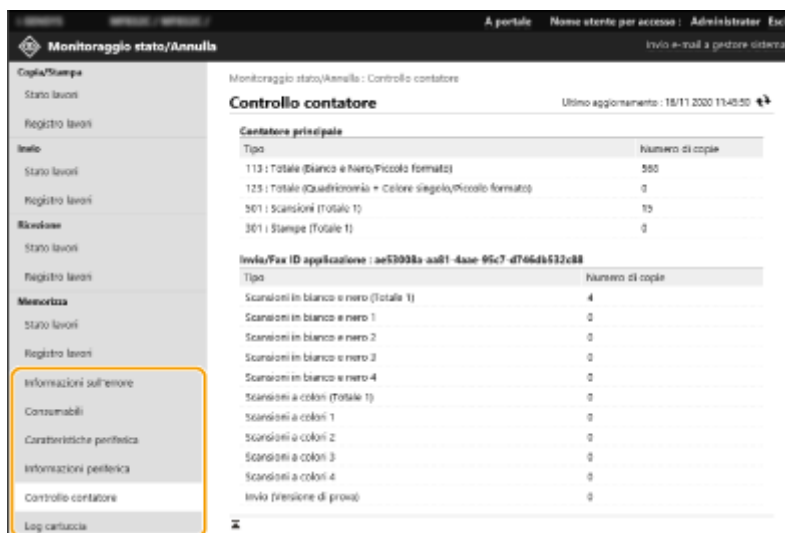 A portale Nome utente per accesso : Administrator Esci
Monitoraggio stato/Annulla
Invio e-mail a gestore sistema
Copia/Stampa
Stato lavori
Registro lavori
Invio
Stato lavori
Registro lavori
Ricezione
Stato lavori
Registro lavori
Memorizza
Stato lavori
Registro lavori
Informazioni sull'errore
Consumabili
Caratteristiche periferica
Informazioni periferica
Controllo contatore
Log cartuccia
Monitoraggio stato/Annulla : Controllo contatore
Controllo contatore
Ultimo aggiornamento : 18/11 2020 11:45:50
Contatore principale
Tipo Numero di copie
113 : Totale (Bianco e Nero/Piccolo formato) 560
123 : Totale (Quadricromia + Colore singolo/Piccolo formato) 0
501 : Scansioni (Totale 1) 15
301 : Stampe (Totale 1) 0
Invio/Fax ID applicazione : ae53008a-aa81-4aae-95c7-d746db532c88
Tipo Numero di copie
Scansioni in bianco e nero (Totale 1) 4
Scansioni in bianco e nero 1 0
Scansioni in bianco e nero 2 0
Scansioni in bianco e nero 3 0
Scansioni in bianco e nero 4 0
Scansioni a colori (Totale 1) 0
Scansioni a colori 1 0
Scansioni a colori 2 0
Scansioni a colori 3 0
Scansioni a colori 4 0
Invio (Versione di prova) 0